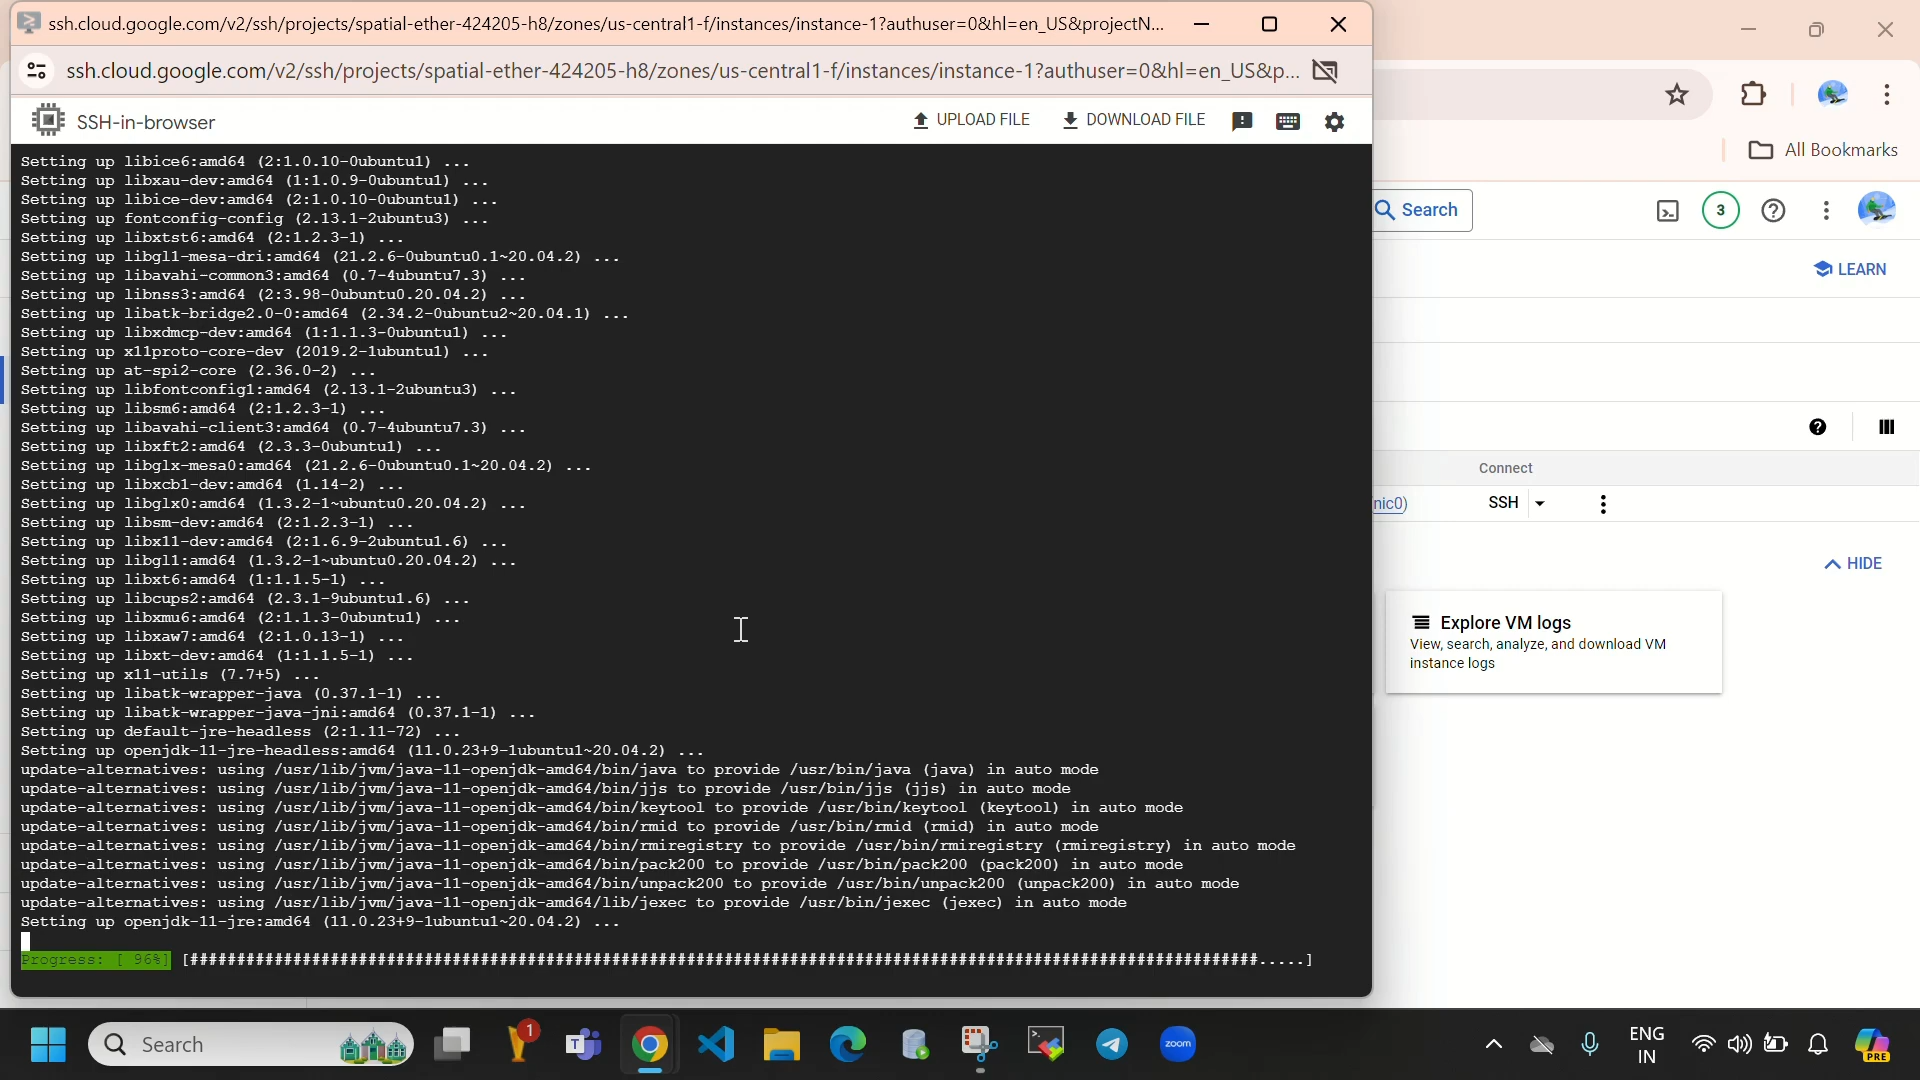 ssh.cloud.google.com/v2/ssh/projects/spatial-ether-424205-h8/zones/us-central1-f/instances/instance-1?authuser=0&hl=en_US&projectN...
ssh.cloud.google.com/v2/ssh/projects/spatial-ether-424205-h8/zones/us-central1-f/instances/instance-1?authuser=0&hl=en_US&p...
SSH-in-browser
UPLOAD FILE
DOWNLOAD FILE
All Bookmarks
Search
3
LEARN
Connect
nic0)
SSH
HIDE
Explore VM logs
View, search, analyze, and download VM
instance logs
Setting up libice6:amd64 (2:1.0.10-0ubuntu1) ...
Setting up libxau-dev:amd64 (1:1.0.9-0ubuntu1) ...
Setting up libice-dev:amd64 (2:1.0.10-0ubuntu1) ...
Setting up fontconfig-config (2.13.1-2ubuntu3) ...
Setting up libxtst6:amd64 (2:1.2.3-1) ...
Setting up libgl1-mesa-dri:amd64 (21.2.6-0ubuntu0.1~20.04.2) ...
Setting up libavahi-common3:amd64 (0.7-4ubuntu7.3) ...
Setting up libnss3:amd64 (2:3.98-0ubuntu0.20.04.2) ...
Setting up libatk-bridge2.0-0:amd64 (2.34.2-0ubuntu2~20.04.1) ...
Setting up libxdmcp-dev:amd64 (1:1.1.3-0ubuntu1) ...
Setting up x11proto-core-dev (2019.2-1ubuntu1) ...
Setting up at-spi2-core (2.36.0-2) ...
Setting up libfontconfig1:amd64 (2.13.1-2ubuntu3) ...
Setting up libsm6:amd64 (2:1.2.3-1) ...
Setting up libavahi-client3:amd64 (0.7-4ubuntu7.3) ...
Setting up libxft2:amd64 (2.3.3-0ubuntu1) ...
Setting up libglx-mesa0:amd64 (21.2.6-0ubuntu0.1~20.04.2) ...
Setting up libxcb1-dev:amd64 (1.14-2) ...
Setting up libglx0:amd64 (1.3.2-1~ubuntu0.20.04.2) ...
Setting up libsm-dev:amd64 (2:1.2.3-1) ...
Setting up libx11-dev:amd64 (2:1.6.9-2ubuntu1.6) ...
Setting up libgl1:amd64 (1.3.2-1~ubuntu0.20.04.2) ...
Setting up libxt6:amd64 (1:1.1.5-1) ...
Setting up libcups2:amd64 (2.3.1-9ubuntu1.6) ...
Setting up libxmu6:amd64 (2:1.1.3-0ubuntu1) ...
Setting up libxaw7:amd64 (2:1.0.13-1) ...
Setting up libxt-dev:amd64 (1:1.1.5-1) ...
Setting up x11-utils (7.7+5) ...
Setting up libatk-wrapper-java (0.37.1-1) ...
Setting up libatk-wrapper-java-jni:amd64 (0.37.1-1) ...
Setting up default-jre-headless (2:1.11-72) ...
Setting up openjdk-11-jre-headless:amd64 (11.0.23+9-1ubuntu1~20.04.2) ...
update-alternatives: using /usr/lib/jvm/java-11-openjdk-amd64/bin/java to provide /usr/bin/java (java) in auto mode
update-alternatives: using /usr/lib/jvm/java-11-openjdk-amd64/bin/jjs to provide /usr/bin/jjs (jjs) in auto mode
update-alternatives: using /usr/lib/jvm/java-11-openjdk-amd64/bin/keytool to provide /usr/bin/keytool (keytool) in auto mode
update-alternatives: using /usr/lib/jvm/java-11-openjdk-amd64/bin/rmid to provide /usr/bin/rmid (rmid) in auto mode
update-alternatives: using /usr/lib/jvm/java-11-openjdk-amd64/bin/rmiregistry to provide /usr/bin/rmiregistry (rmiregistry) in auto mode
update-alternatives: using /usr/lib/jvm/java-11-openjdk-amd64/bin/pack200 to provide /usr/bin/pack200 (pack200) in auto mode
update-alternatives: using /usr/lib/jvm/java-11-openjdk-amd64/bin/unpack200 to provide /usr/bin/unpack200 (unpack200) in auto mode
update-alternatives: using /usr/lib/jvm/java-11-openjdk-amd64/lib/jexec to provide /usr/bin/jexec (jexec) in auto mode
Setting up openjdk-11-jre:amd64 (11.0.23+9-1ubuntu1~20.04.2) ...
Progress: [ 96%] [##################################################################################################################.....]
Search
1
zoom
ENG
IN
PRE